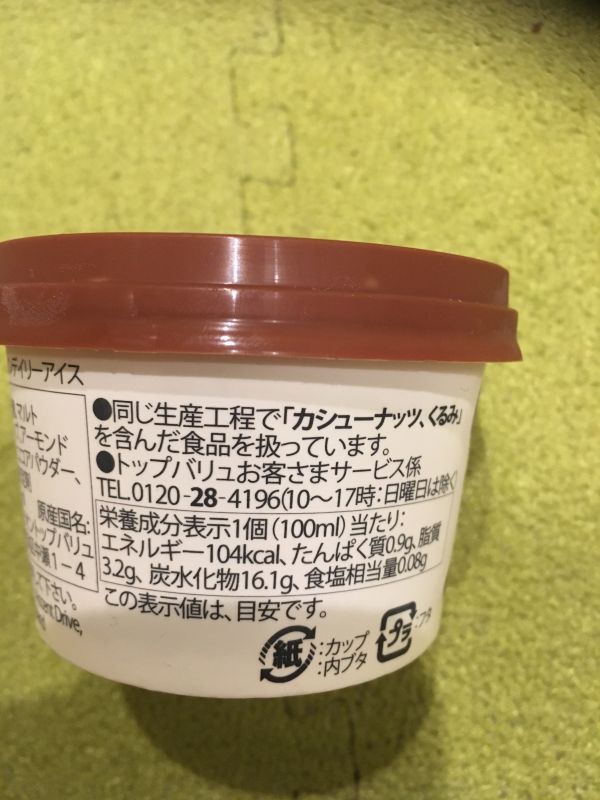 デイリーアイス
マルト
アーモンド
コアパウダー、
原産国名:
トップバリュ
1-4
して下さい。
Drive,
●同じ生産工程で「カシューナッツ、くるみ」
を含んだ食品を扱っています。
●トップバリュお客さまサービス係
TEL.0120-28-4196(10〜17時:日曜日は除く)
栄養成分表示1個(100ml)当たり:
エネルギー104kcal、たんぱく質0.9g、脂質
3.2g、炭水化物16.1g、食塩相当量0.08g
この表示値は、目安です。
紙 :カップ
:内ブタ
プラ :フタ